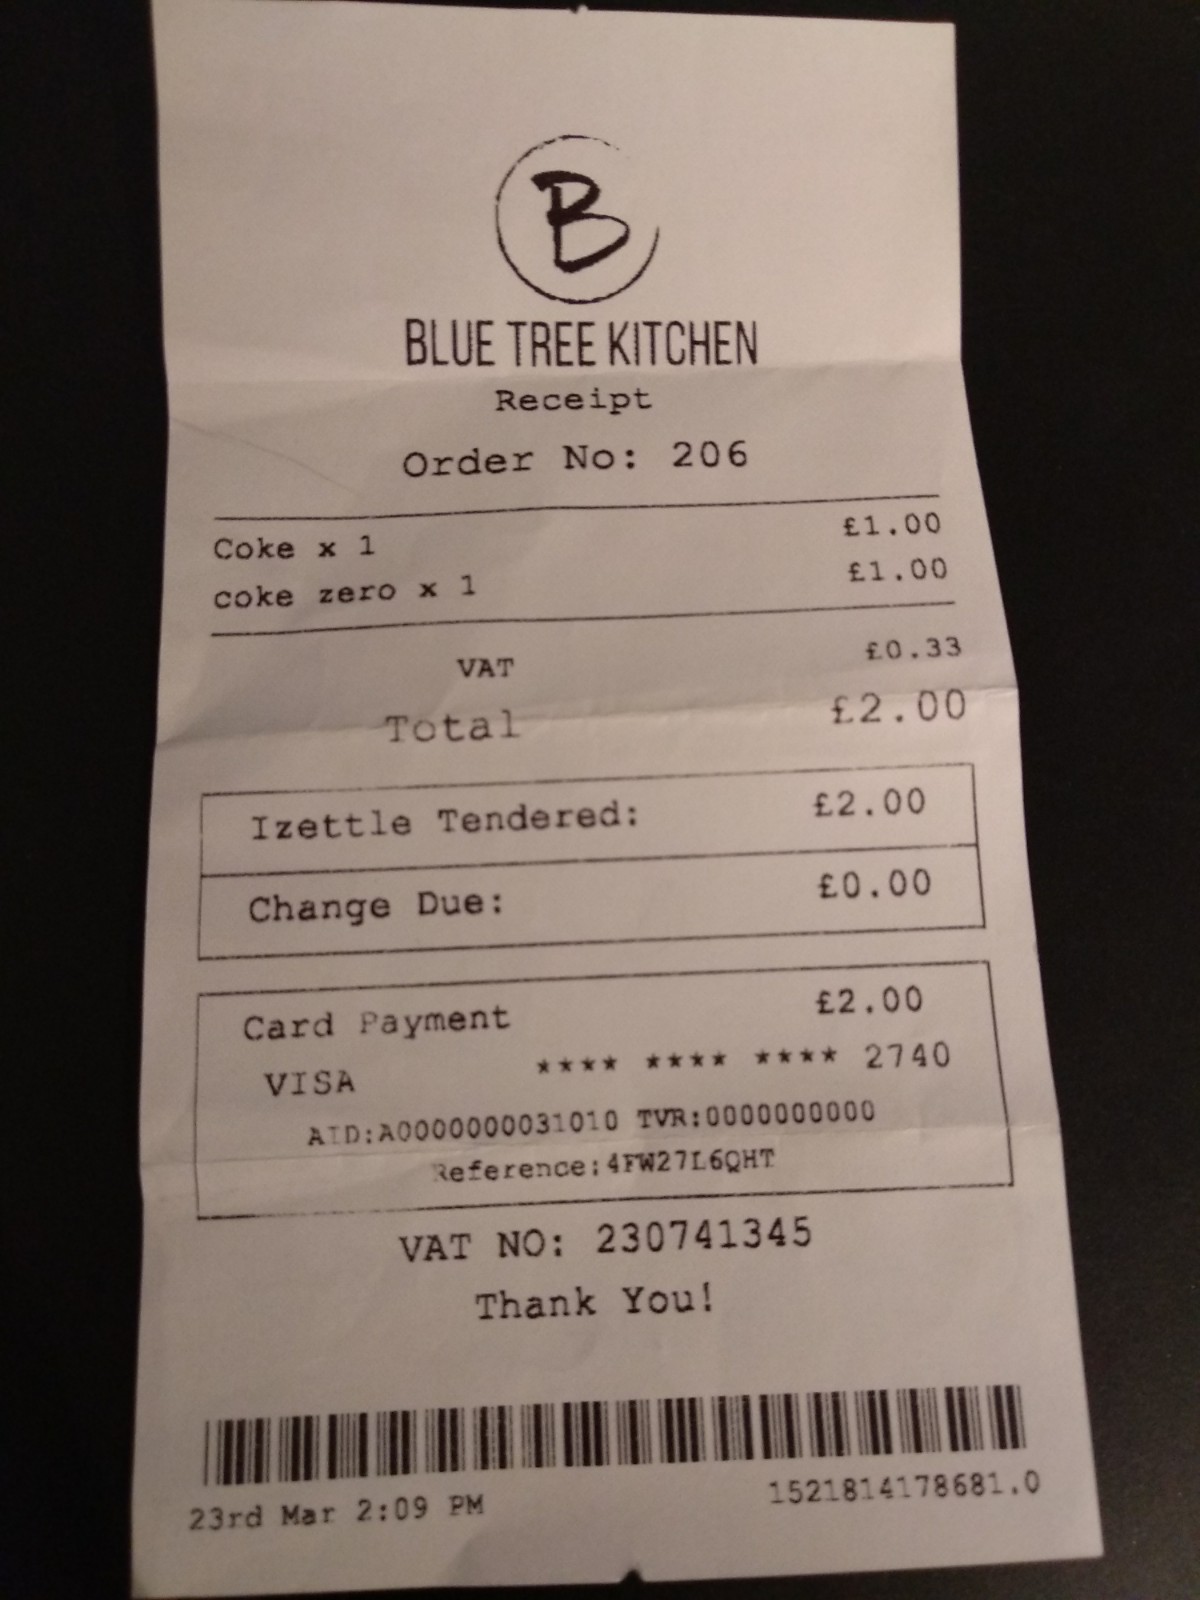 B
BLUE TREE KITCHEN
Receipt
Order No: 206
Coke x 1 £1.00
coke zero x 1 £1.00
VAT £0.33
Total £2.00
Izettle Tendered: £2.00
Change Due: £0.00
Card Payment £2.00
VISA **** **** **** 2740
AID:A0000000031010 TVR:0000000000
Reference:4FW27L6QHT
VAT NO: 230741345
Thank You!
23rd Mar 2:09 PM 1521814178681.0